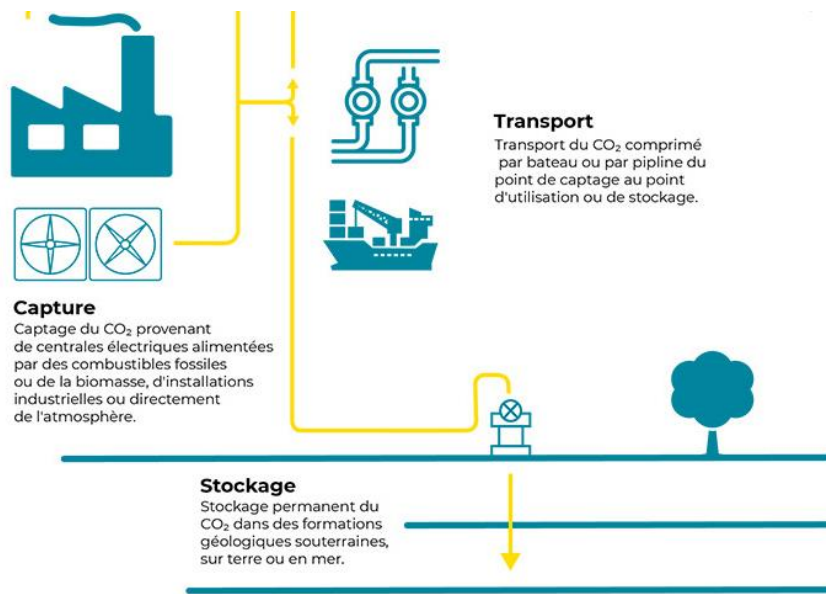 Transport
Transport du CO₂ comprimé
par bateau ou par pipline du
point de captage au point
d'utilisation ou de stockage.
Capture
Captage du CO₂ provenant
de centrales électriques alimentées
par des combustibles fossiles
ou de la biomasse, d'installations
industrielles ou directement
de l'atmosphère.
Stockage
Stockage permanent du
CO₂ dans des formations
géologiques souterraines,
sur terre ou en mer.